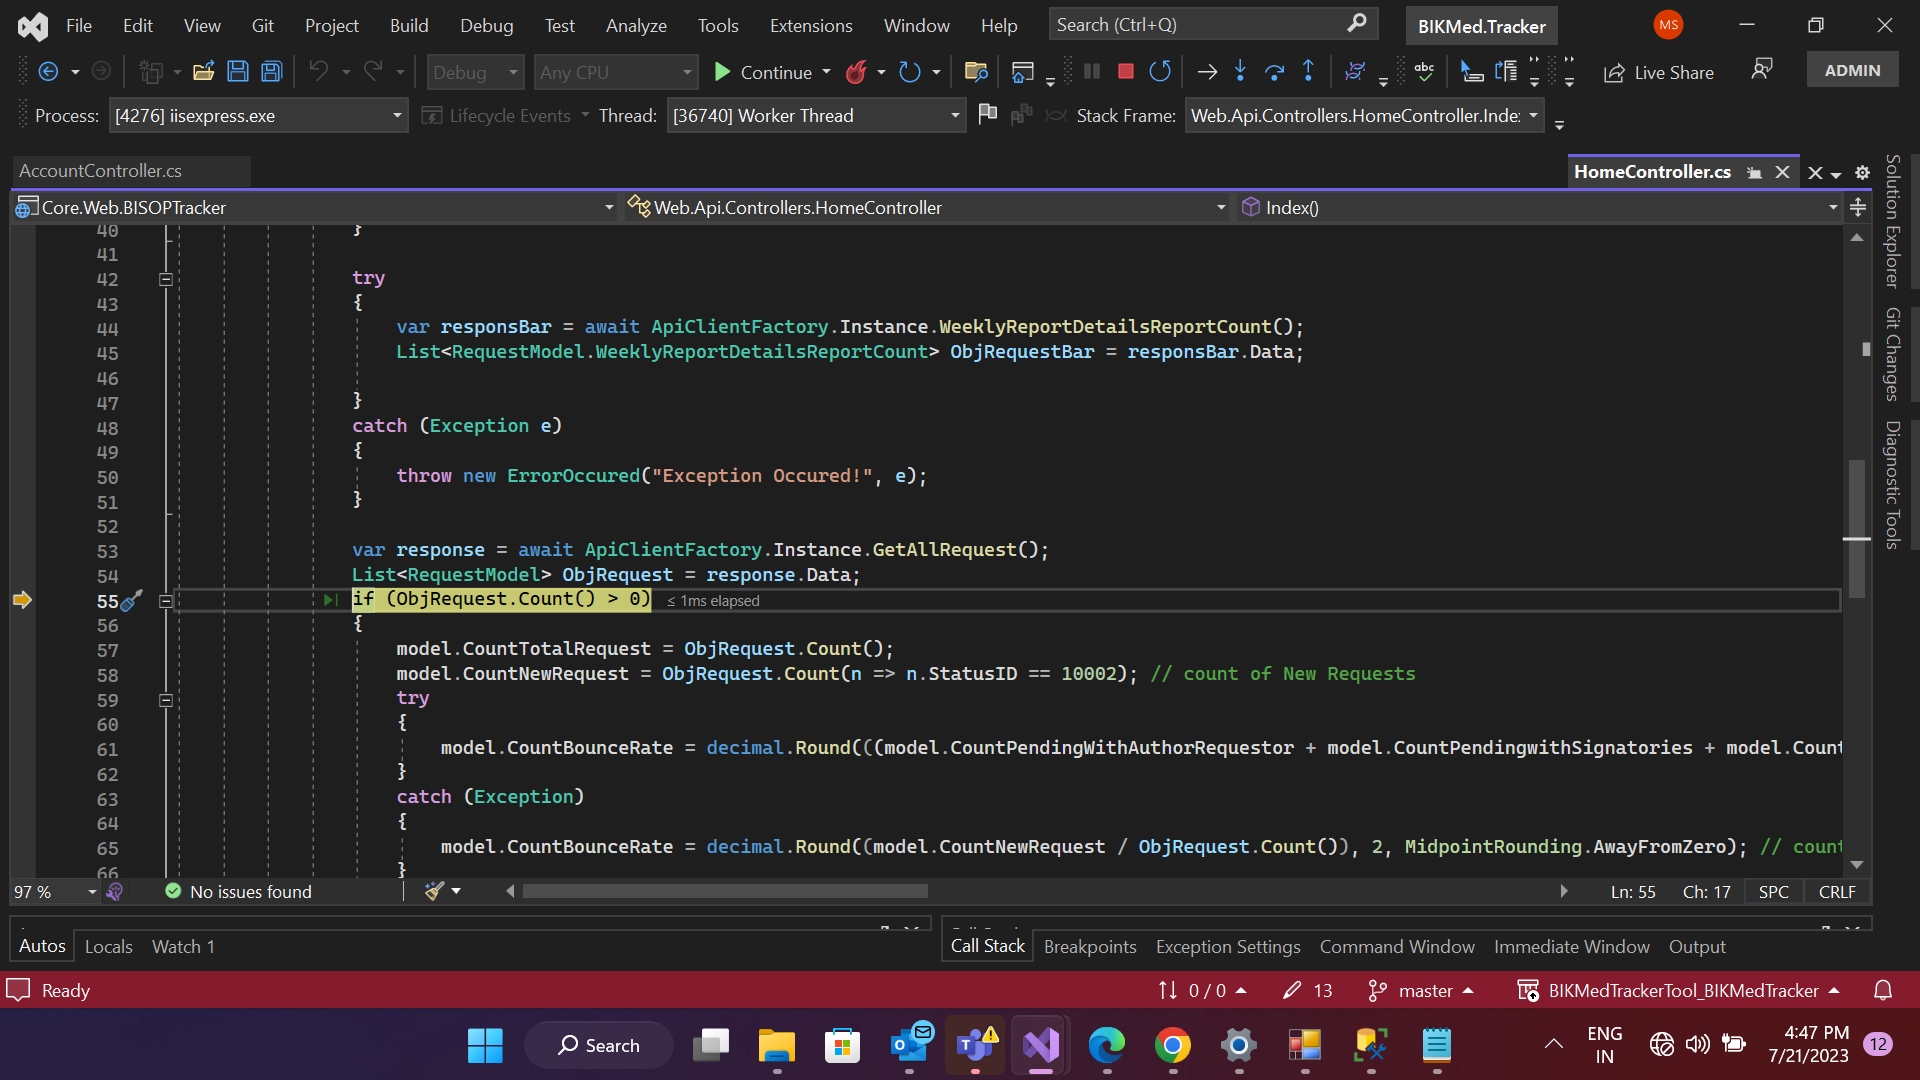 File Edit View Git Project Build Debug Test Analyze Tools Extensions Window Help Search (Ctrl+Q) BIKMed.Tracker MS
Debug Any CPU Continue abc Live Share ADMIN
Process: [4276] iisexpress.exe Lifecycle Events Thread: [36740] Worker Thread Stack Frame: Web.Api.Controllers.HomeController.Inde
AccountController.cs HomeController.cs
Core.Web.BISOPTracker Web.Api.Controllers.HomeController Index()
40 }
41
42 try
43 {
44 var responsBar = await ApiClientFactory.Instance.WeeklyReportDetailsReportCount();
45 List<RequestModel.WeeklyReportDetailsReportCount> ObjRequestBar = responsBar.Data;
46
47 }
48 catch (Exception e)
49 {
50 throw new ErrorOccured("Exception Occured!", e);
51 }
52
53 var response = await ApiClientFactory.Instance.GetAllRequest();
54 List<RequestModel> ObjRequest = response.Data;
55 if (ObjRequest.Count() > 0) ≤ 1ms elapsed
56 {
57 model.CountTotalRequest = ObjRequest.Count();
58 model.CountNewRequest = ObjRequest.Count(n => n.StatusID == 10002); // count of New Requests
59 try
60 {
61 model.CountBounceRate = decimal.Round(((model.CountPendingWithAuthorRequestor + model.CountPendingwithSignatories + model.Count
62 }
63 catch (Exception)
64 {
65 model.CountBounceRate = decimal.Round((model.CountNewRequest / ObjRequest.Count()), 2, MidpointRounding.AwayFromZero); // count
66 }
Solution Explorer
Git Changes
Diagnostic Tools
97 % No issues found Ln: 55 Ch: 17 SPC CRLF
Autos Locals Watch 1 Call Stack Breakpoints Exception Settings Command Window Immediate Window Output
Ready 0 / 0 13 master BIKMedTrackerTool_BIKMedTracker
Search ENG IN 4:47 PM 7/21/2023 12